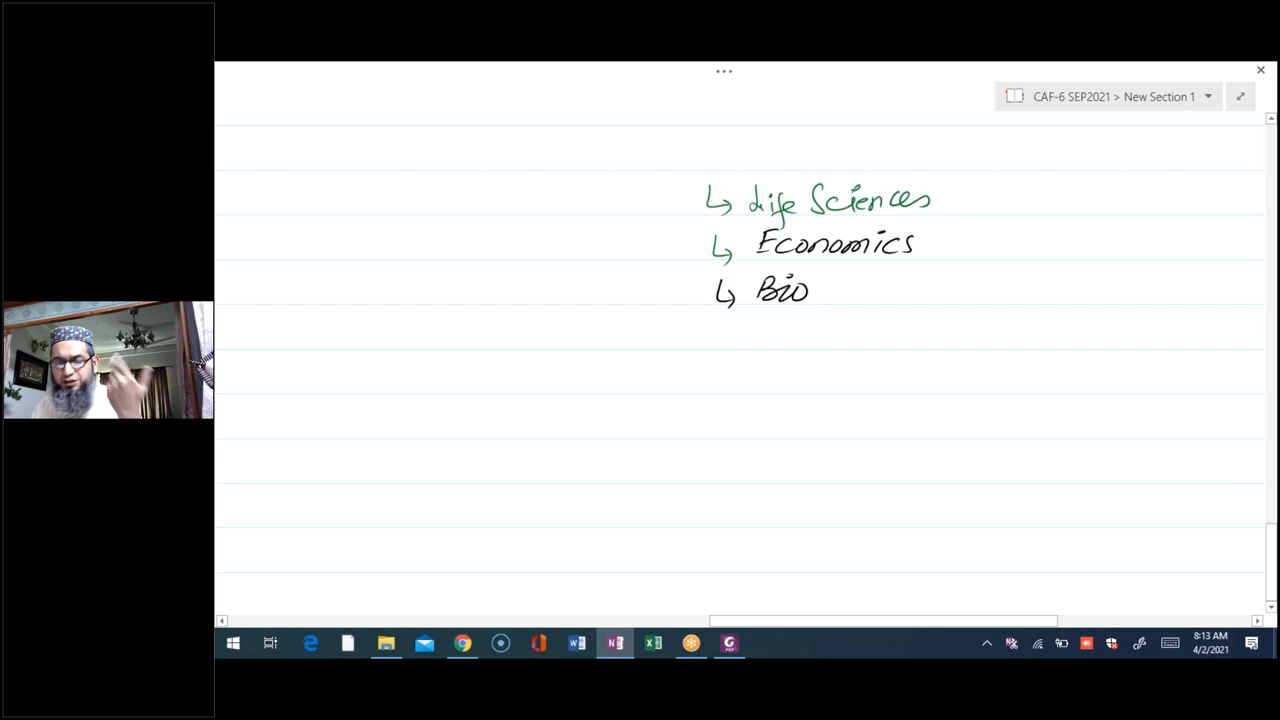 CAF-6 SEP2021 > New Section 1
↳ Life Sciences
↳ Economics
↳ Bio
8:13 AM
4/2/2021